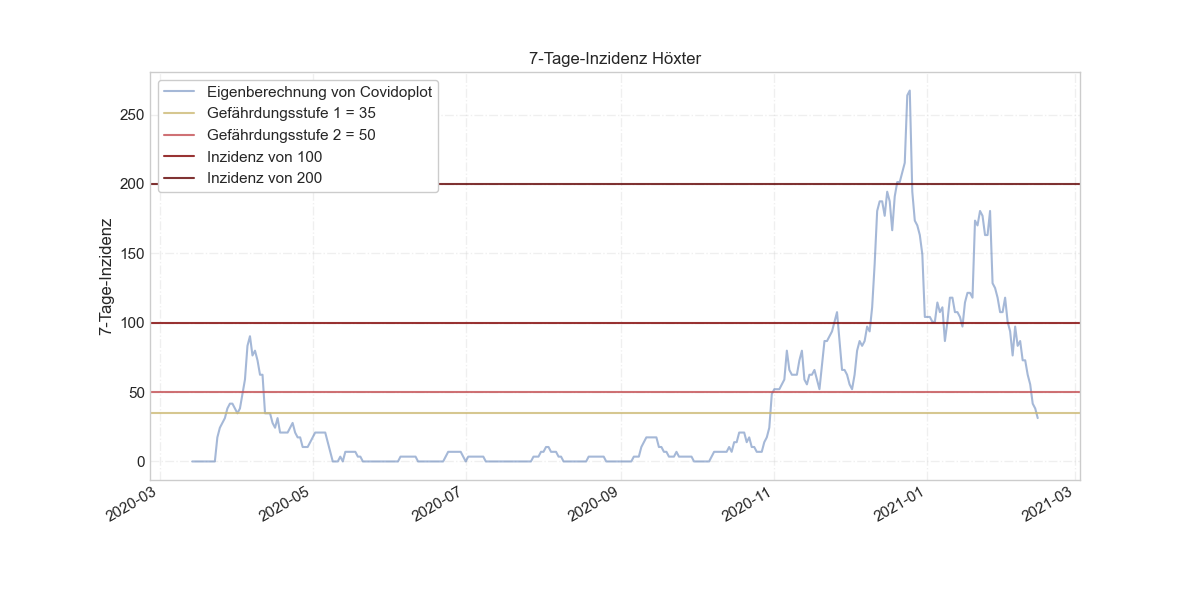 7-Tage-Inzidenz Höxter
Eigenberechnung von Covidoplot
Gefährdungsstufe 1 = 35
Gefährdungsstufe 2 = 50
Inzidenz von 100
Inzidenz von 200
7-Tage-Inzidenz
250
200
150
100
50
0
2020-03
2020-05
2020-07
2020-09
2020-11
2021-01
2021-03